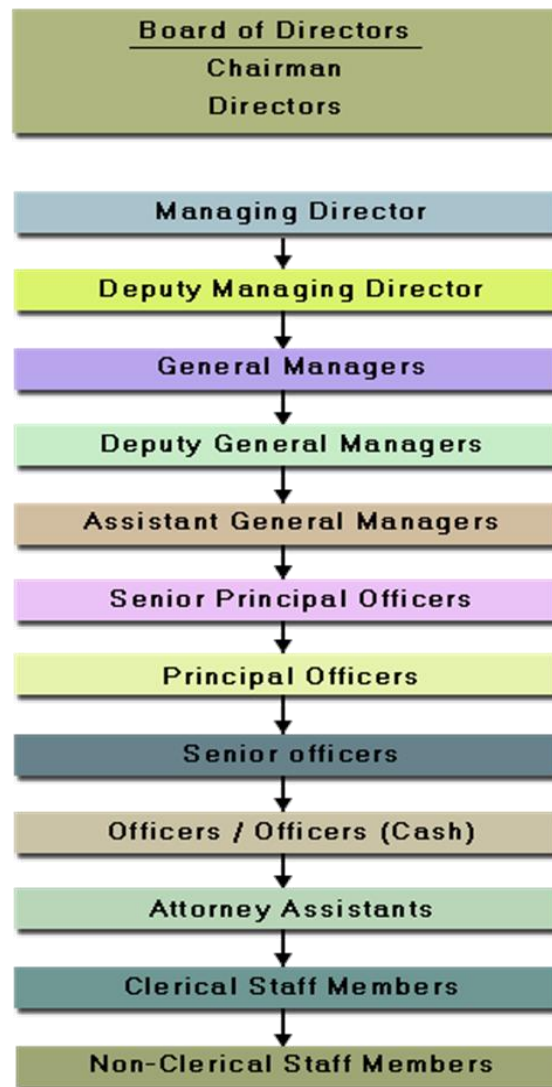 Board of Directors
Chairman
Directors
Managing Director
Deputy Managing Director
General Managers
Deputy General Managers
Assistant General Managers
Senior Principal Officers
Principal Officers
Senior officers
Officers / Officers (Cash)
Attorney Assistants
Clerical Staff Members
Non-Clerical Staff Members